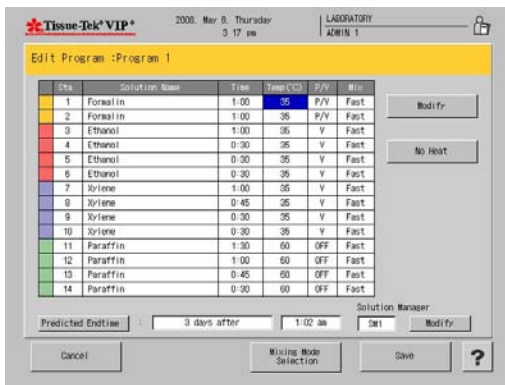 Tissue-Tek® VIP®
2008. May 8. Thursday
3 17 pm
LABORATORY
ADMIN 1
Edit Program :Program 1
Sta. Solution Name Time Temp(℃) P/V Mix
1 Formalin 1:00 35 P/V Fast
2 Formalin 1:00 35 P/V Fast
3 Ethanol 1:00 35 V Fast
4 Ethanol 0:30 35 V Fast
5 Ethanol 0:30 35 V Fast
6 Ethanol 0:30 35 V Fast
7 Xylene 1:00 35 V Fast
8 Xylene 0:45 35 V Fast
9 Xylene 0:30 35 V Fast
10 Xylene 0:30 35 V Fast
11 Paraffin 1:30 60 OFF Fast
12 Paraffin 1:00 60 OFF Fast
13 Paraffin 0:45 60 OFF Fast
14 Paraffin 0:30 60 OFF Fast
Modify
No Heat
Solution Manager
Predicted Endtime : 3 days after 1:02 am SM1 Modify
Cancel
Mixing Mode
Selection
Save
?